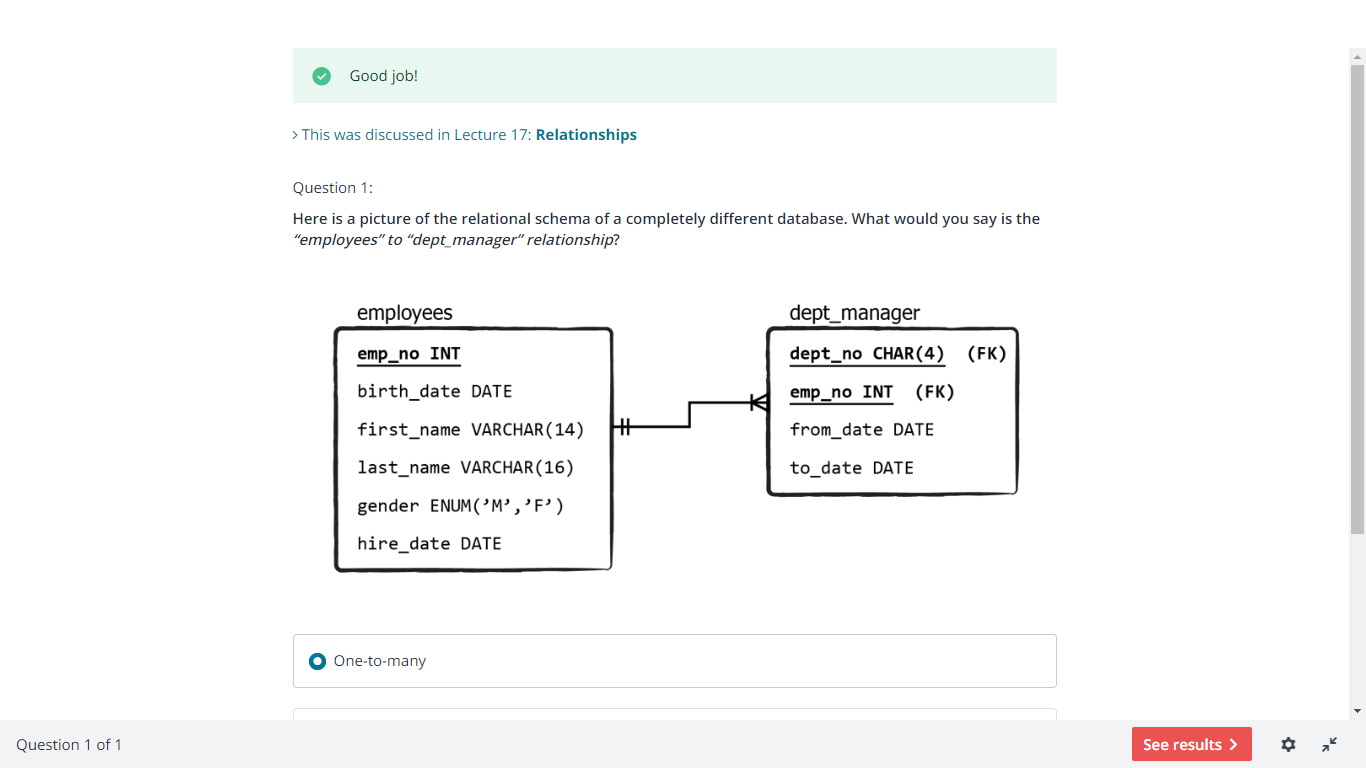 Good job!
This was discussed in Lecture 17: Relationships
Question 1:
Here is a picture of the relational schema of a completely different database. What would you say is the
“employees” to “dept_manager” relationship?
employees
emp_no INT
birth_date DATE
first_name VARCHAR(14)
last_name VARCHAR(16)
gender ENUM(’M’,’F’)
hire_date DATE
dept_manager
dept_no CHAR(4) (FK)
emp_no INT (FK)
from_date DATE
to_date DATE
One-to-many
Question 1 of 1
See results